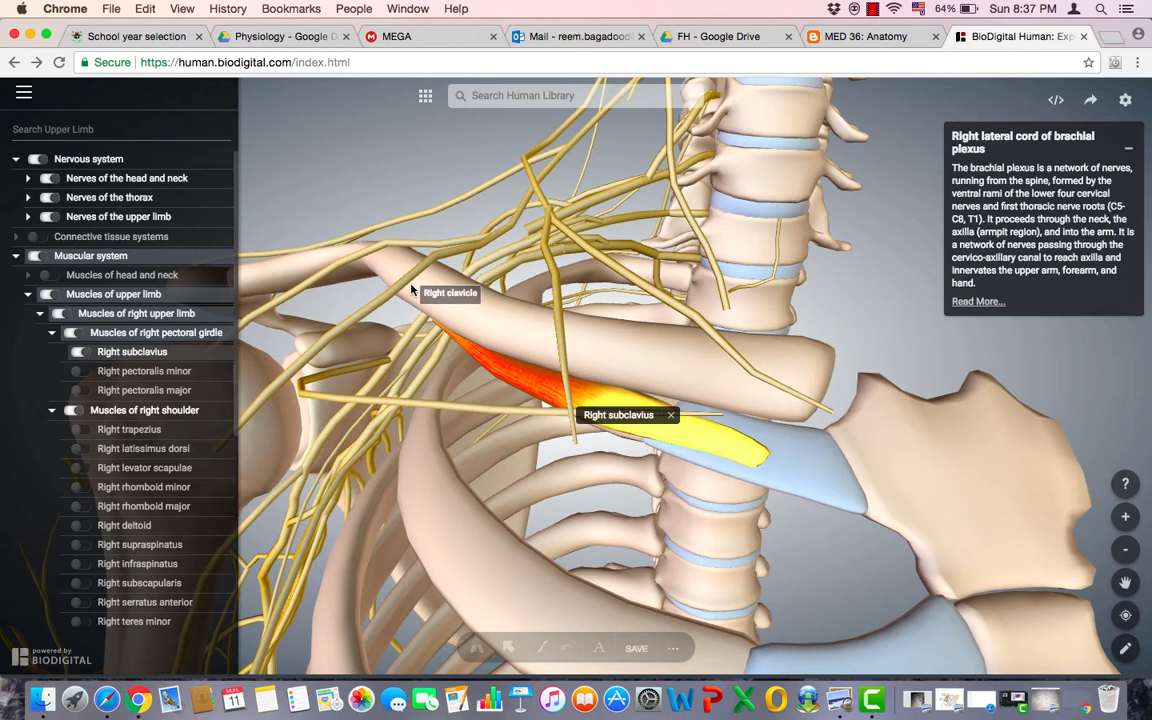 Chrome File Edit View History Bookmarks People Window Help
64% Sun 8:37 PM
School year selection
Physiology - Google D
MEGA
Mail - reem.bagadood
FH - Google Drive
MED 36: Anatomy
BioDigital Human: Exp
Secure https://human.biodigital.com/index.html
Search Human Library
Search Upper Limb
Nervous system
Nerves of the head and neck
Nerves of the thorax
Nerves of the upper limb
Connective tissue systems
Muscular system
Muscles of head and neck
Muscles of upper limb
Muscles of right upper limb
Muscles of right pectoral girdle
Right subclavius
Right pectoralis minor
Right pectoralis major
Muscles of right shoulder
Right trapezius
Right latissimus dorsi
Right levator scapulae
Right rhomboid minor
Right rhomboid major
Right deltoid
Right supraspinatus
Right infraspinatus
Right subscapularis
Right serratus anterior
Right teres minor
powered by
BIODIGITAL
Right clavicle
Right subclavius
Right lateral cord of brachial
plexus
The brachial plexus is a network of nerves,
running from the spine, formed by the
ventral rami of the lower four cervical
nerves and first thoracic nerve roots (C5-
C8, T1). It proceeds through the neck, the
axilla (armpit region), and into the arm. It is
a network of nerves passing through the
cervico-axillary canal to reach axilla and
innervates the upper arm, forearm, and
hand.
Read More...
SAVE
11